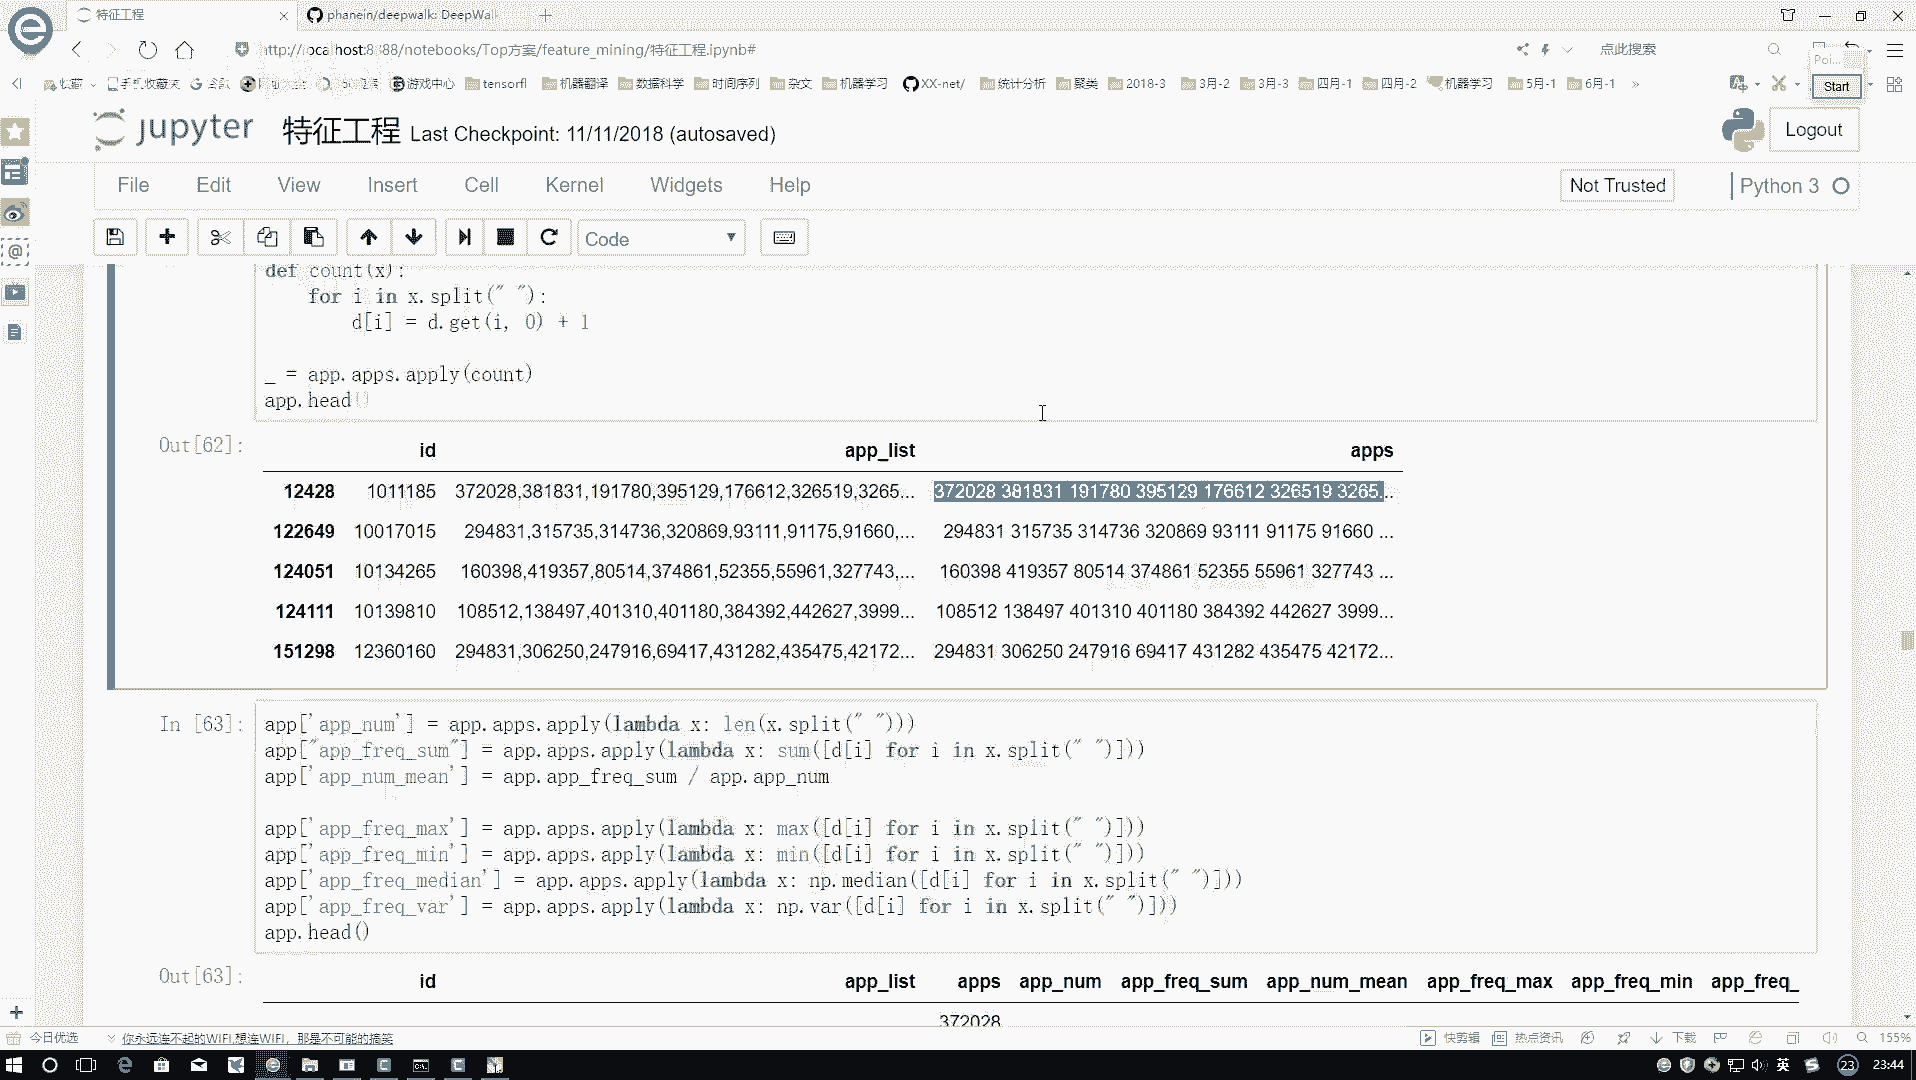 特征工程
phanein/deepwalk: DeepWalk
http://localhost:8888/notebooks/Top方案/feature_mining/特征工程.ipynb#
点此搜索
收藏 手机收藏夹 游戏中心 tensorfl 机器翻译 数据科学 时间序列 杂文 机器学习 XX-net/ 统计分析 聚类 2018-3 3月-2 3月-3 四月-1 四月-2 机器学习 5月-1 6月-1 »
Poi...
Start
jupyter 特征工程 Last Checkpoint: 11/11/2018 (autosaved)
Logout
File Edit View Insert Cell Kernel Widgets Help
Not Trusted Python 3
Code
def count(x):
for i in x.split(" "):
d[i] = d.get(i, 0) + 1
_ = app.apps.apply(count)
app.head()
Out[62]:
id app_list apps
12428 1011185 372028,381831,191780,395129,176612,326519,3265... 372028 381831 191780 395129 176612 326519 3265...
122649 10017015 294831,315735,314736,320869,93111,91175,91660,... 294831 315735 314736 320869 93111 91175 91660 ...
124051 10134265 160398,419357,80514,374861,52355,55961,327743,... 160398 419357 80514 374861 52355 55961 327743 ...
124111 10139810 108512,138497,401310,401180,384392,442627,3999... 108512 138497 401310 401180 384392 442627 3999...
151298 12360160 294831,306250,247916,69417,431282,435475,42172... 294831 306250 247916 69417 431282 435475 42172...
In [63]:
app['app_num'] = app.apps.apply(lambda x: len(x.split(" ")))
app["app_freq_sum"] = app.apps.apply(lambda x: sum([d[i] for i in x.split(" ")]))
app['app_num_mean'] = app.app_freq_sum / app.app_num
app['app_freq_max'] = app.apps.apply(lambda x: max([d[i] for i in x.split(" ")]))
app['app_freq_min'] = app.apps.apply(lambda x: min([d[i] for i in x.split(" ")]))
app['app_freq_median'] = app.apps.apply(lambda x: np.median([d[i] for i in x.split(" ")]))
app['app_freq_var'] = app.apps.apply(lambda x: np.var([d[i] for i in x.split(" ")]))
app.head()
Out[63]:
id app_list apps app_num app_freq_sum app_num_mean app_freq_max app_freq_min app_freq_
372028
今日优选 你永远连不起的WIFI,想连WIFI，那是不可能的搞笑
快剪辑 热点资讯 下载 155%
英 23 23:44